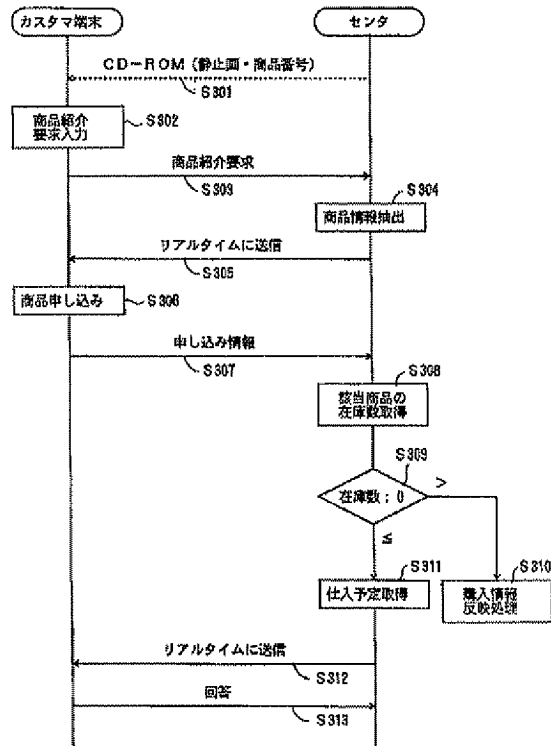 カスタマ端末
センタ
CD－ROM（静止画・商品番号）
S301
商品紹介
要求入力
S302
商品紹介要求
S303
S304
商品情報抽出
リアルタイムに送信
S305
商品申し込み
S306
申し込み情報
S307
S308
該当商品の
在庫数取得
S309
在庫数：0
＞
≦
S311
仕入予定取得
S310
購入情報
反映処理
リアルタイムに送信
S312
回答
S313